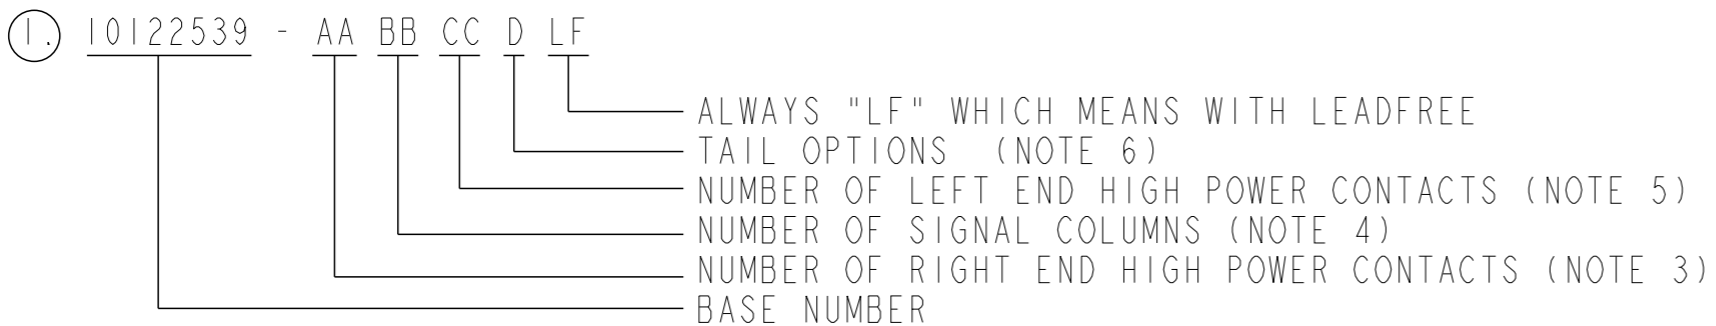 1. 10122539 - AA BB CC D LF
ALWAYS "LF" WHICH MEANS WITH LEADFREE
TAIL OPTIONS (NOTE 6)
NUMBER OF LEFT END HIGH POWER CONTACTS (NOTE 5)
NUMBER OF SIGNAL COLUMNS (NOTE 4)
NUMBER OF RIGHT END HIGH POWER CONTACTS (NOTE 3)
BASE NUMBER